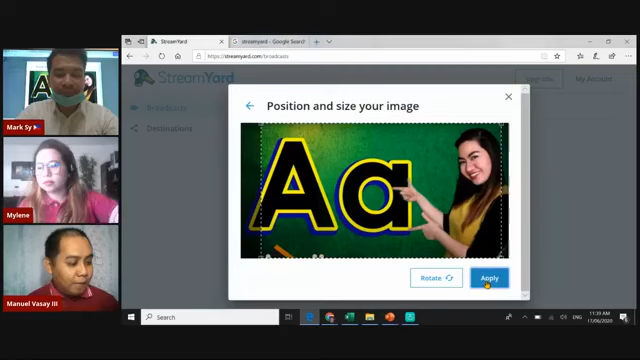 StreamYard
streamyard - Google Search
https://streamyard.com/broadcasts
StreamYard
My Account
Broadcasts
Destinations
Position and size your image
Aa
Rotate
Apply
Mark Sy
Mylene
Manuel Vasay III
Search
ENG
11:39 AM
17/06/2020